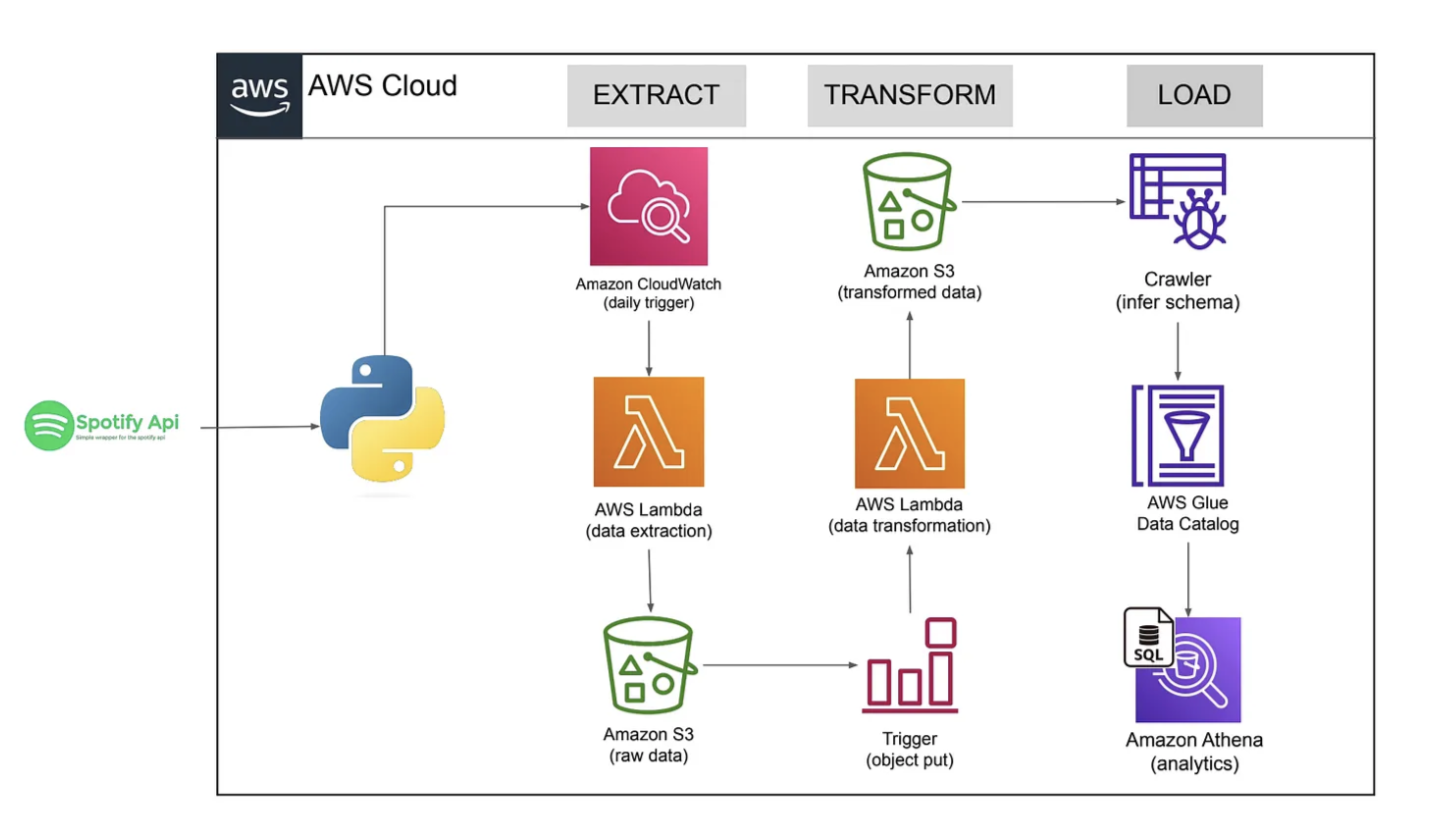 aws
AWS Cloud
EXTRACT
TRANSFORM
LOAD
Spotify Api
Simple wrapper for the spotify api
Amazon CloudWatch
(daily trigger)
AWS Lambda
(data extraction)
Amazon S3
(raw data)
Amazon S3
(transformed data)
AWS Lambda
(data transformation)
Trigger
(object put)
Crawler
(infer schema)
AWS Glue
Data Catalog
SQL
Amazon Athena
(analytics)